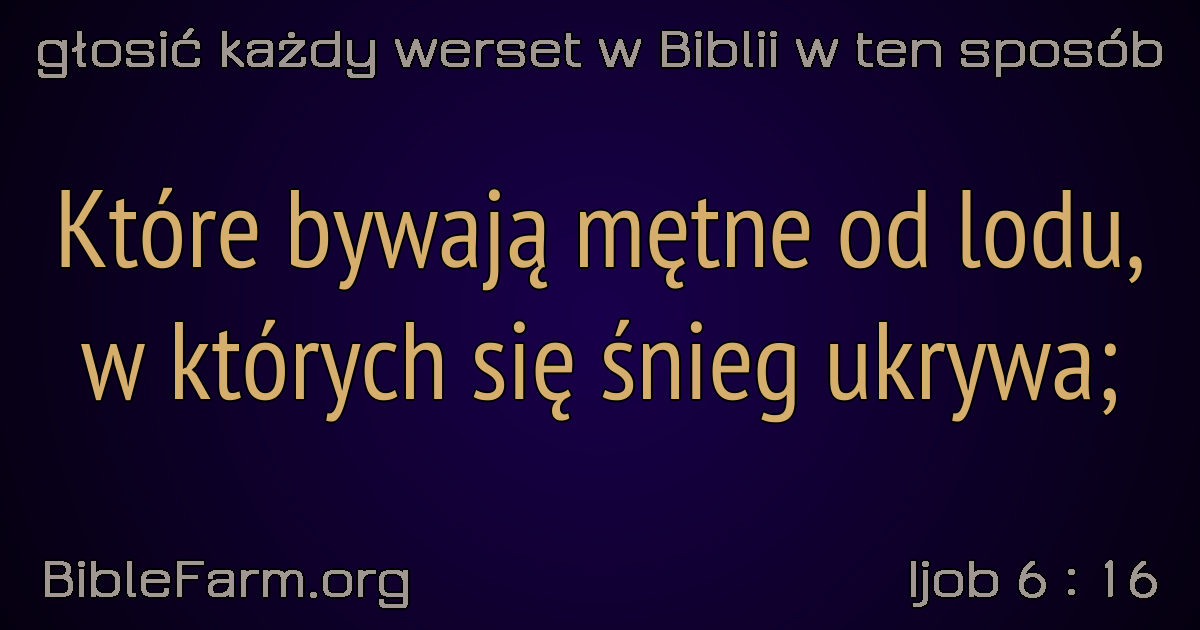 głosić każdy werset w Biblii w ten sposób
Które bywają mętne od lodu,
w których się śnieg ukrywa;
BibleFarm.org
Ijob 6 : 16